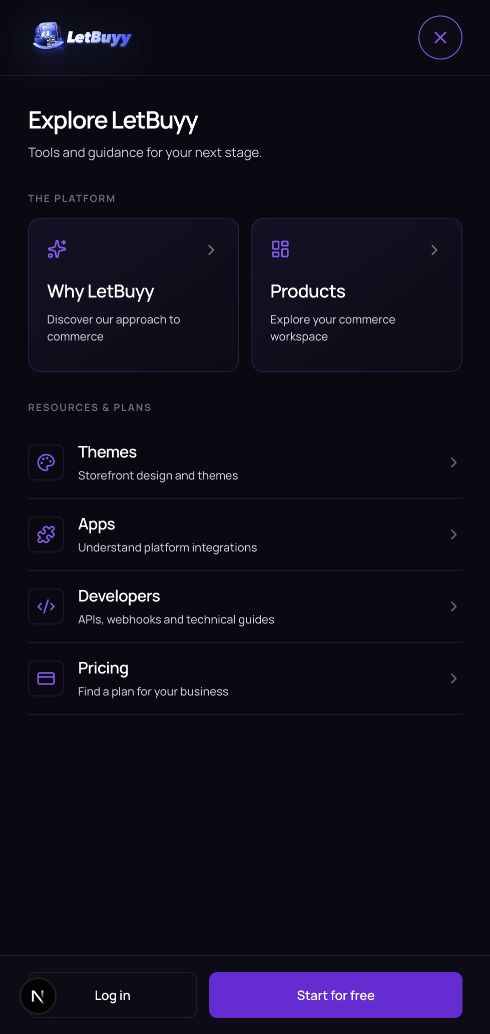 LetBuyy
Explore LetBuyy
Tools and guidance for your next stage.
THE PLATFORM
Why LetBuyy
Discover our approach to
commerce
Products
Explore your commerce
workspace
RESOURCES & PLANS
Themes
Storefront design and themes
Apps
Understand platform integrations
Developers
APIs, webhooks and technical guides
Pricing
Find a plan for your business
N
Log in
Start for free